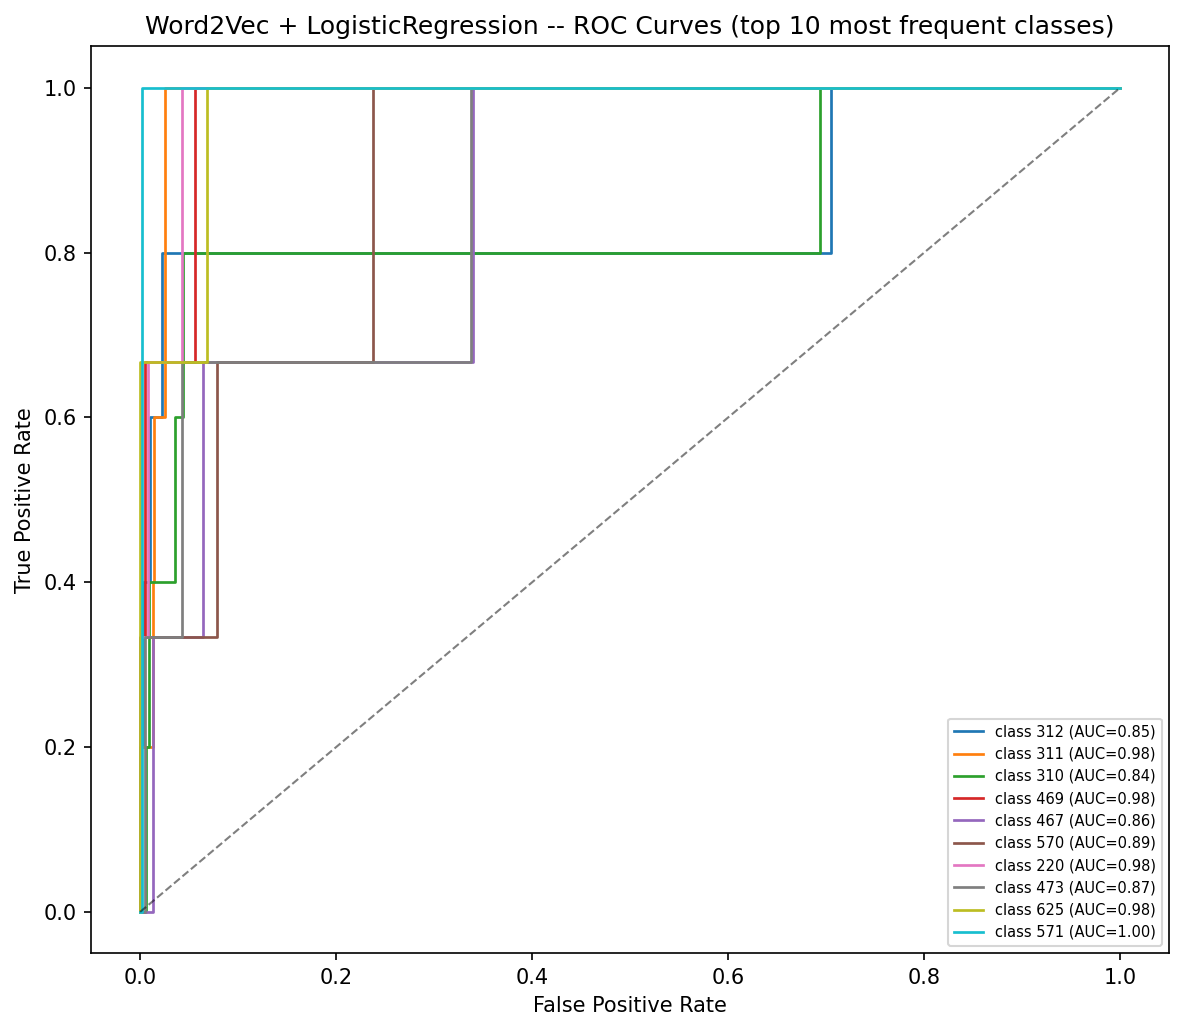 Word2Vec + LogisticRegression -- ROC Curves (top 10 most frequent classes)
True Positive Rate
1.0
0.8
0.6
0.4
0.2
0.0
0.0 0.2 0.4 0.6 0.8 1.0
False Positive Rate
class 312 (AUC=0.85)
class 311 (AUC=0.98)
class 310 (AUC=0.84)
class 469 (AUC=0.98)
class 467 (AUC=0.86)
class 570 (AUC=0.89)
class 220 (AUC=0.98)
class 473 (AUC=0.87)
class 625 (AUC=0.98)
class 571 (AUC=1.00)